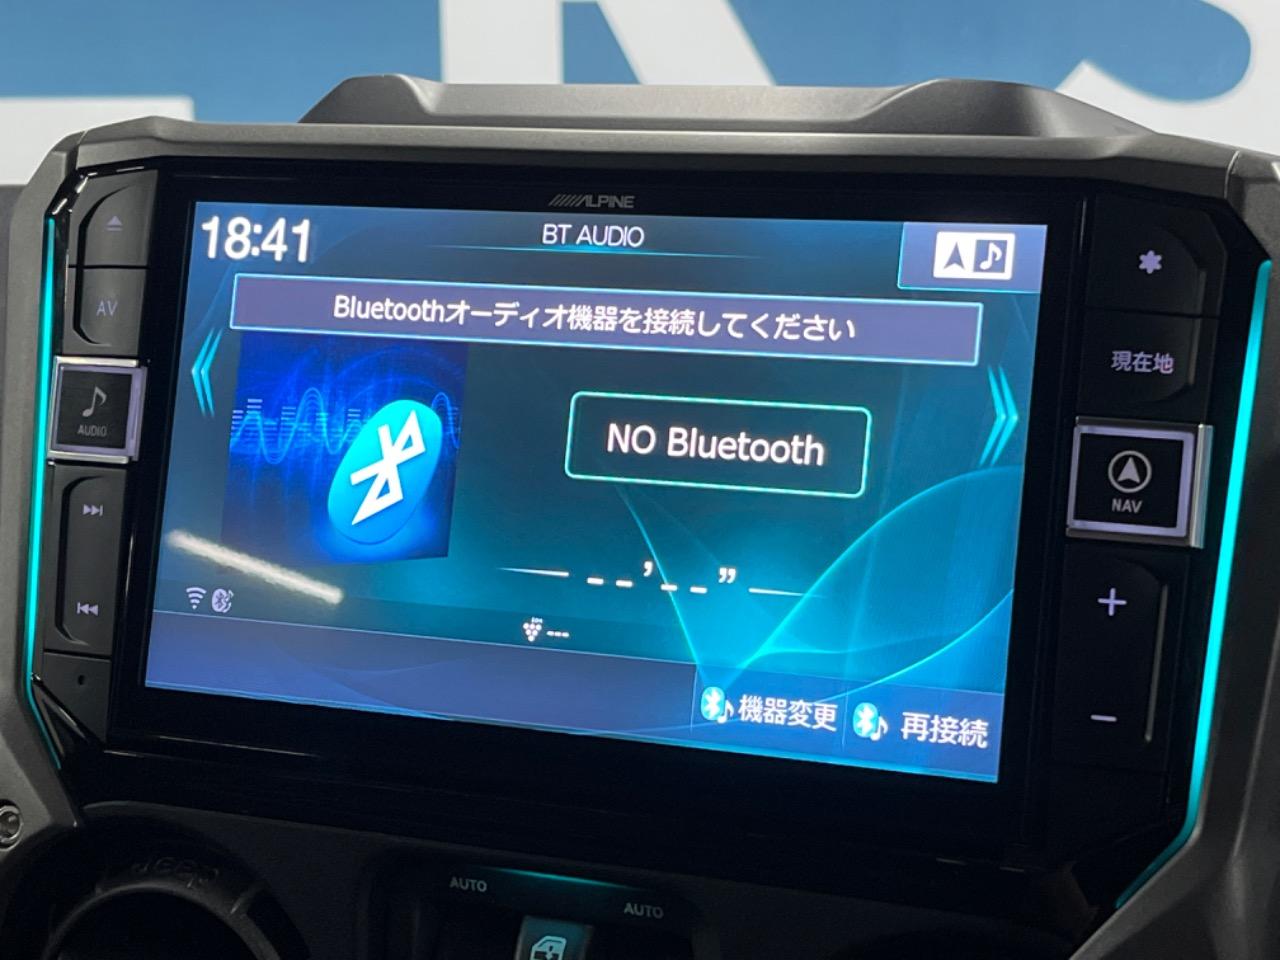 ALPINE
18:41
BT AUDIO
Bluetoothオーディオ機器を接続してください
AV
現在地
AUDIO
NO Bluetooth
NAV
--’--”
---
+
-
機器変更
再接続
Jeep
AUTO
AUTO